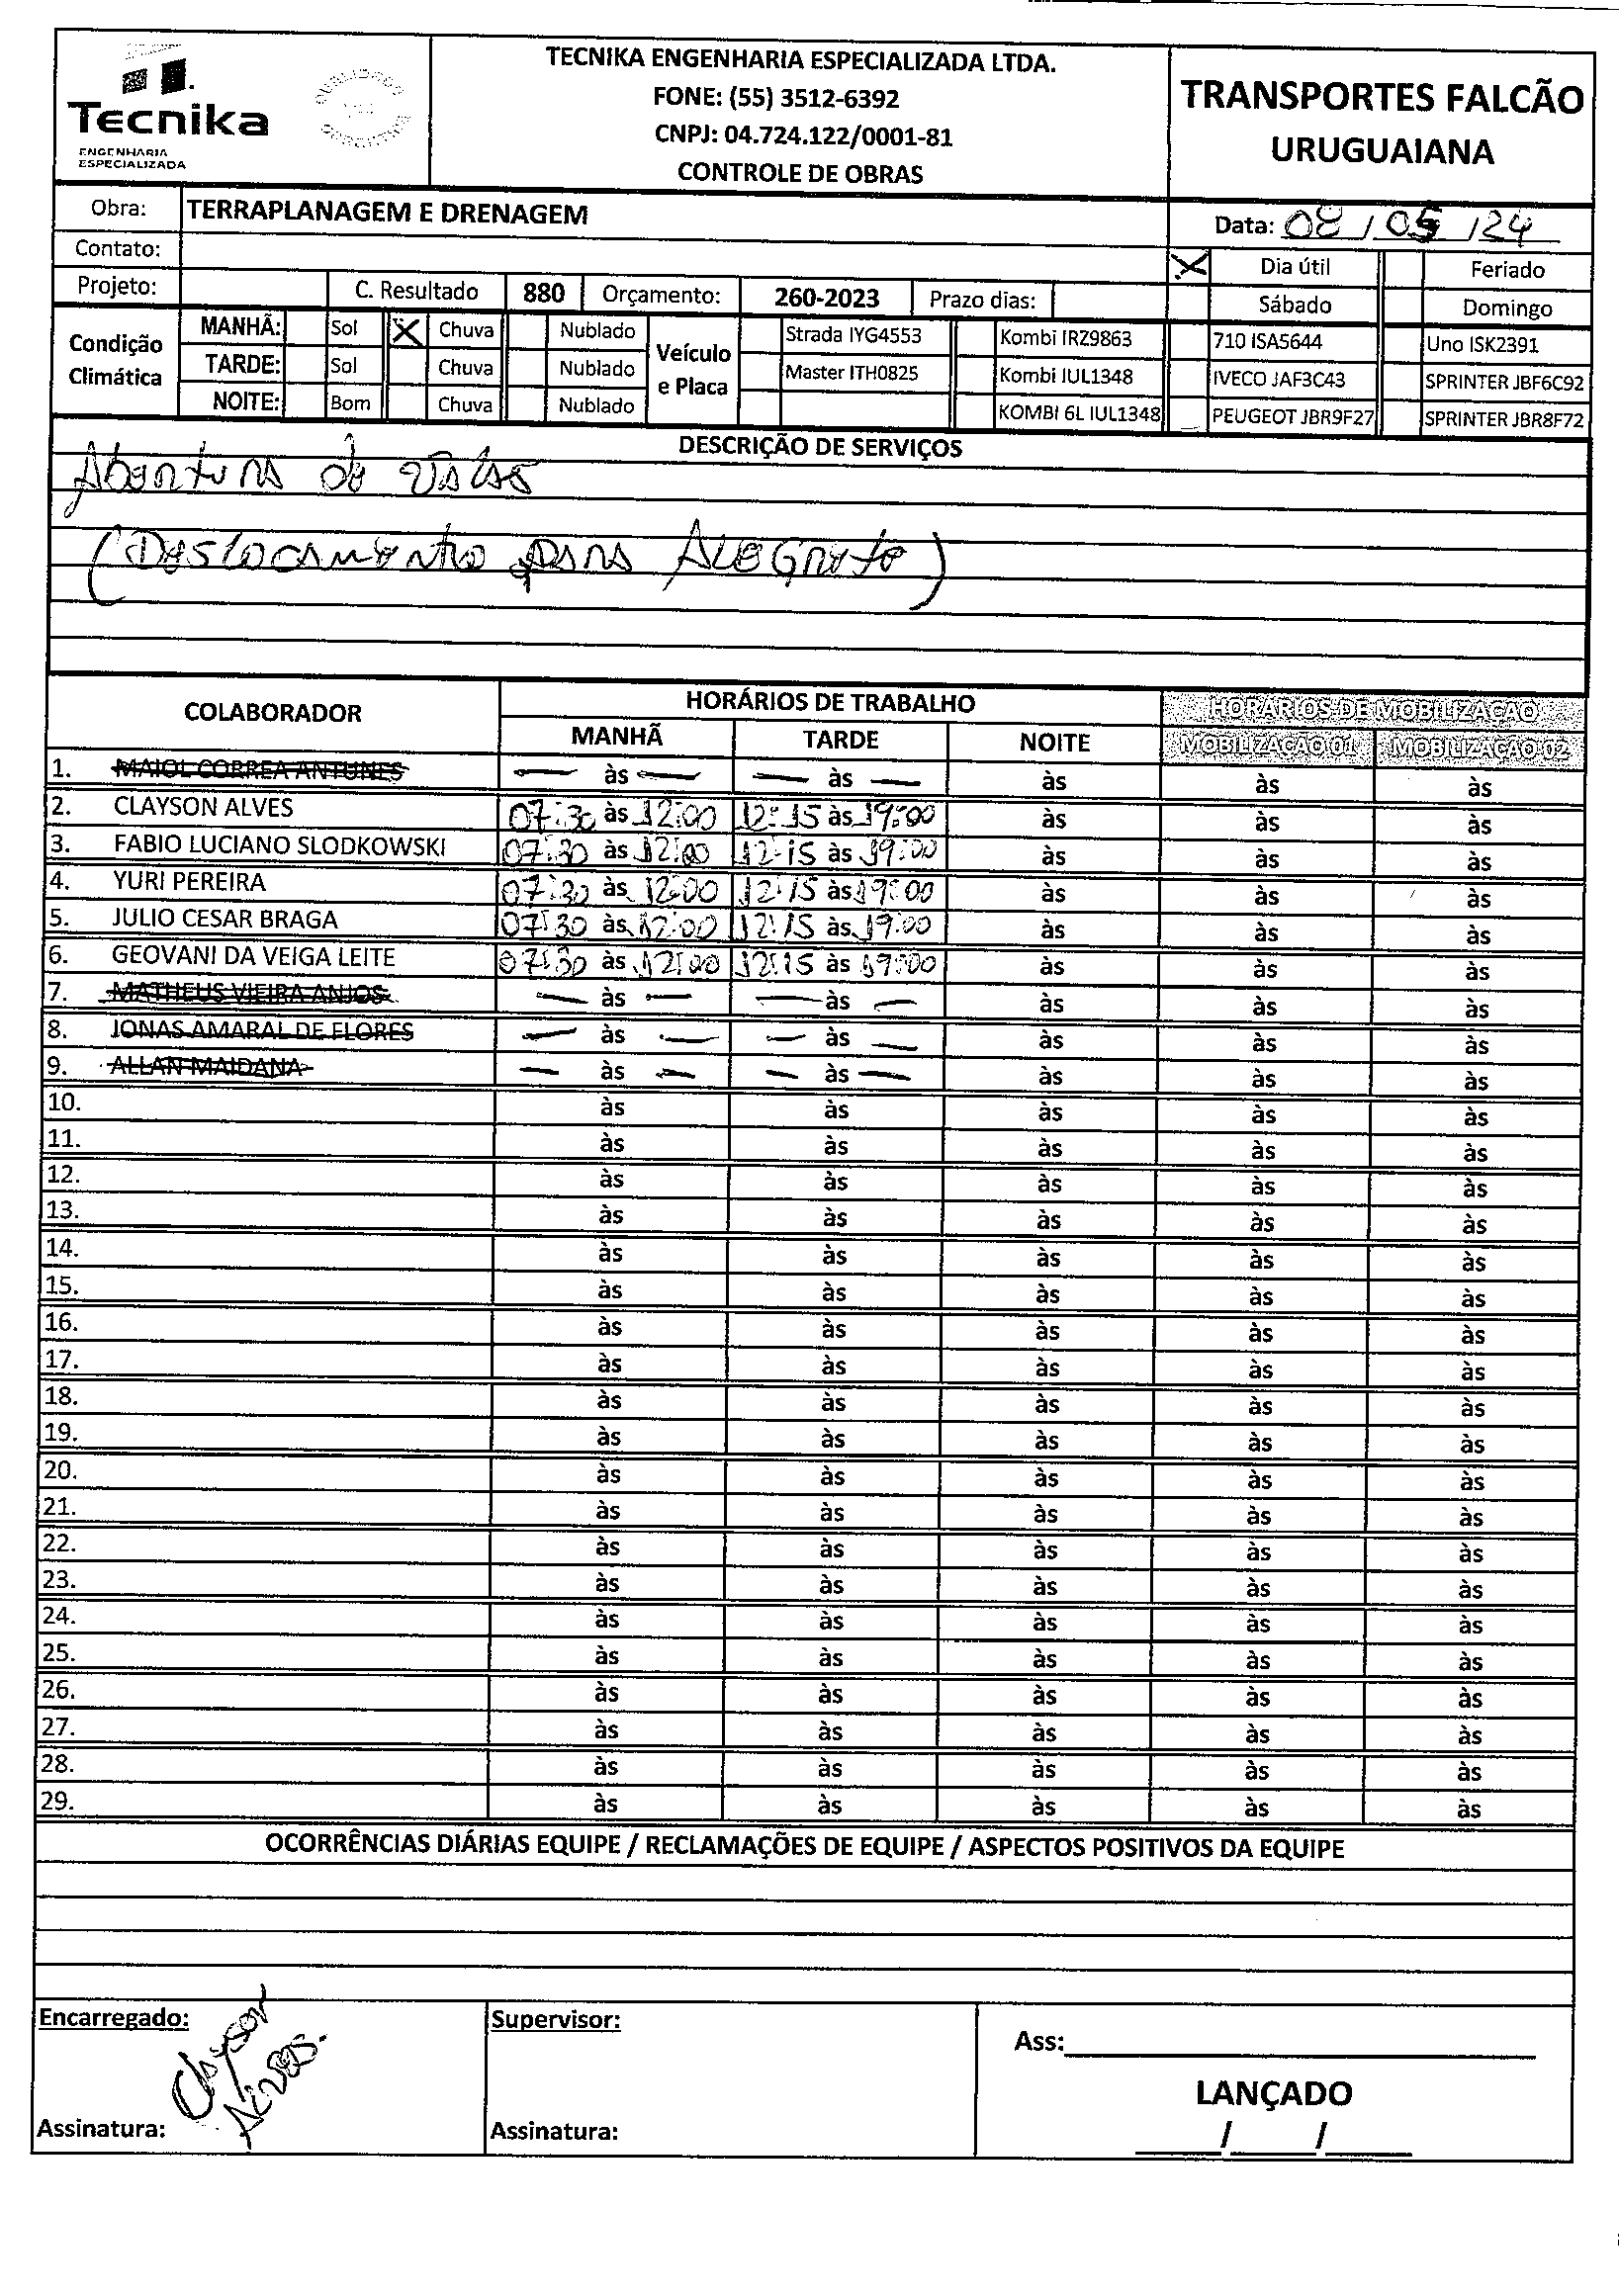 Tecnika
ENGENHARIA
ESPECIALIZADA
TECNIKA ENGENHARIA ESPECIALIZADA LTDA.
FONE: (55) 3512-6392
CNPJ: 04.724.122/0001-81
CONTROLE DE OBRAS
TRANSPORTES FALCÃO
URUGUAIANA
Obra: TERRAPLANAGEM E DRENAGEM
Data: 08 / 05 / 24
Contato:
X Dia útil Feriado
Projeto: C. Resultado 880 Orçamento: 260-2023 Prazo dias:
Sábado Domingo
Condição Climática
MANHÃ: Sol X Chuva Nublado
TARDE: Sol Chuva Nublado
NOITE: Bom Chuva Nublado
Veículo e Placa
Strada IYG4553 Kombi IRZ9863 710 ISA5644 Uno ISK2391
Master ITH0825 Kombi IUL1348 IVECO JAF3C43 SPRINTER JBF6C92
KOMBI 6L IUL1348 PEUGEOT JBR9F27 SPRINTER JBR8F72
DESCRIÇÃO DE SERVIÇOS
Abertura de Valas
(Deslocamento para Alegrete)
COLABORADOR HORÁRIOS DE TRABALHO HORÁRIOS DE MOBILIZAÇÃO
MANHÃ TARDE NOITE MOBILIZAÇÃO 01 MOBILIZAÇÃO 02
1. MAIOL CORREA ANTUNES — às — — às — às às às
2. CLAYSON ALVES 07:30 às 12:00 12:15 às 19:00 às às às
3. FABIO LUCIANO SLODKOWSKI 07:30 às 12:00 12:15 às 19:00 às às às
4. YURI PEREIRA 07:30 às 12:00 12:15 às 19:00 às às às
5. JULIO CESAR BRAGA 07:30 às 12:00 12:15 às 19:00 às às às
6. GEOVANI DA VEIGA LEITE 07:30 às 12:00 12:15 às 19:00 às às às
7. MATHEUS VIEIRA ANJOS — às — — às — às às às
8. JONAS AMARAL DE FLORES — às — — às — às às às
9. ALLAN MAIDANA — às — — às — às às às
10. às às às às às
11. às às às às às
12. às às às às às
13. às às às às às
14. às às às às às
15. às às às às às
16. às às às às às
17. às às às às às
18. às às às às às
19. às às às às às
20. às às às às às
21. às às às às às
22. às às às às às
23. às às às às às
24. às às às às às
25. às às às às às
26. às às às às às
27. às às às às às
28. às às às às às
29. às às às às às
OCORRÊNCIAS DIÁRIAS EQUIPE / RECLAMAÇÕES DE EQUIPE / ASPECTOS POSITIVOS DA EQUIPE
Encarregado:
Clayson
Alves.
Assinatura:
Supervisor:
Assinatura:
Ass:
LANÇADO
/ /